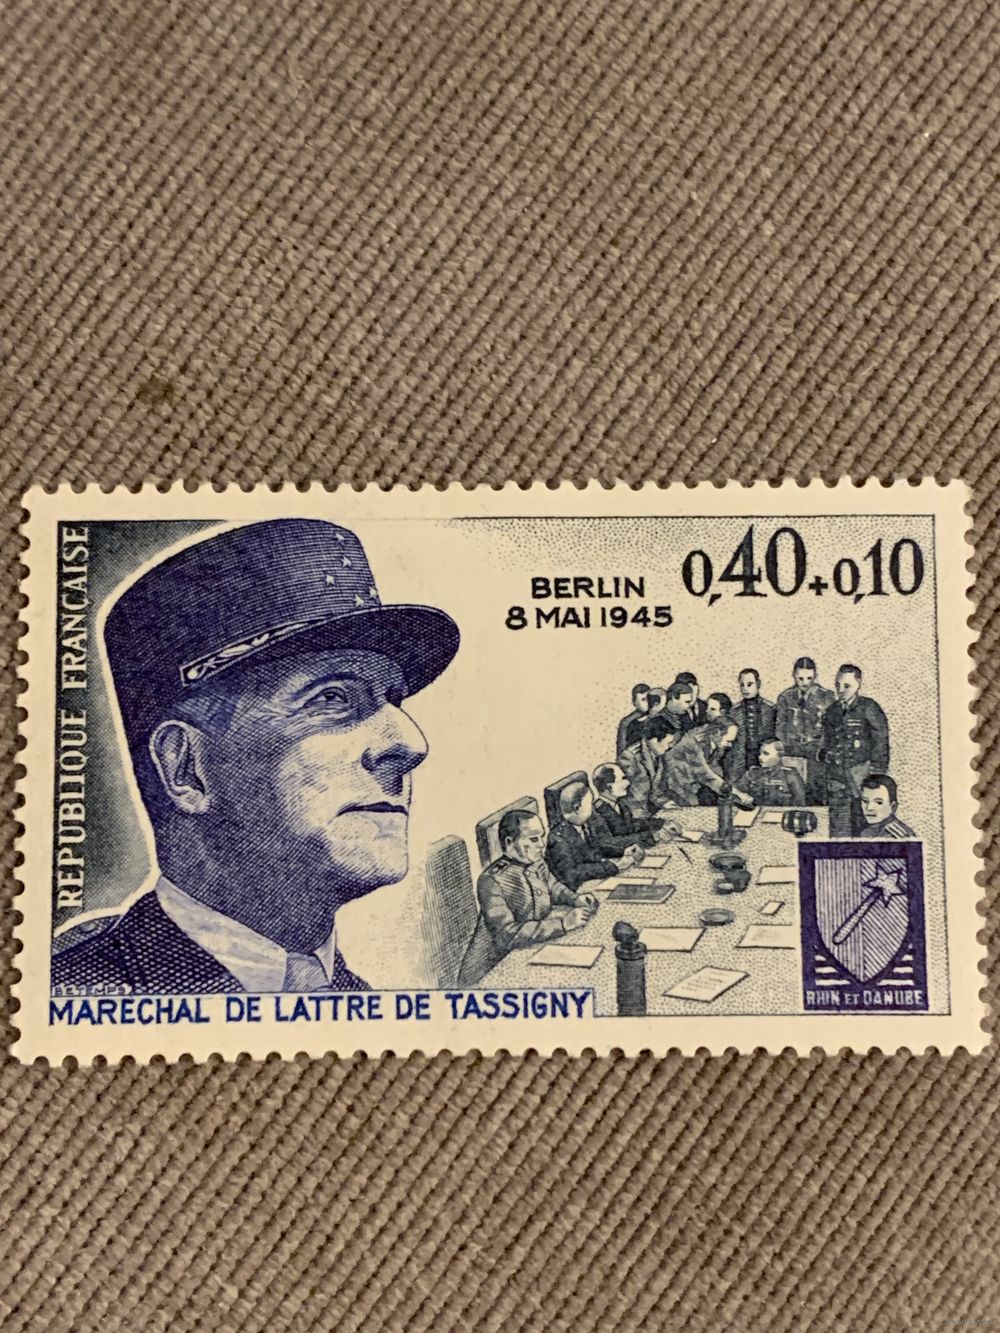 REPUBLIQUE FRANÇAISE
BERLIN
8 MAI 1945
0,40+0,10
RHIN ET DANUBE
MARECHAL DE LATTRE DE TASSIGNY